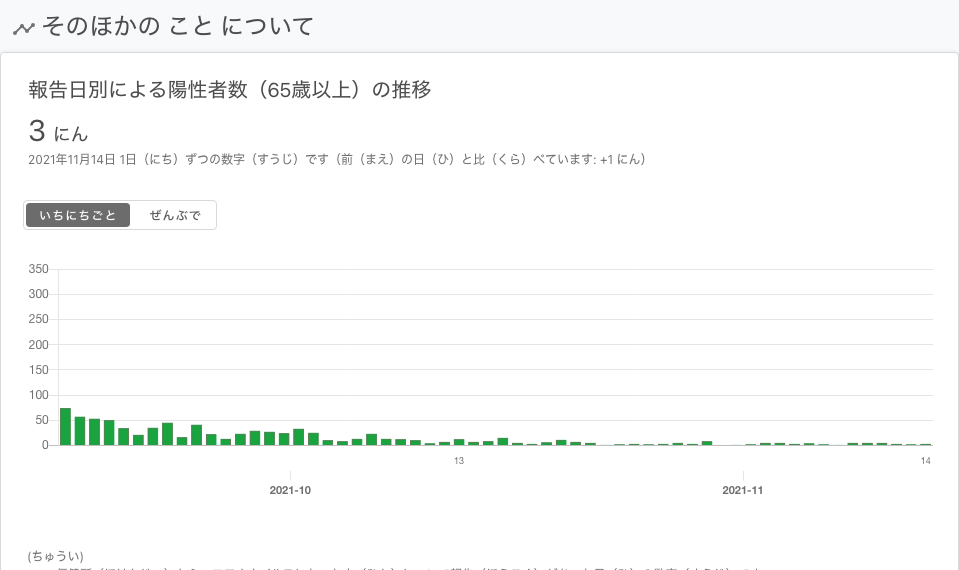 そのほかの こと について
報告日別による陽性者数（65歳以上）の推移
3 にん
2021年11月14日 1日（にち）ずつの数字（すうじ）です（前（まえ）の日（ひ）と比（くら）べています: +1 にん）
いちにちごと ぜんぶで
350
300
250
200
150
100
50
0
13 14
2021-10 2021-11
(ちゅうい)